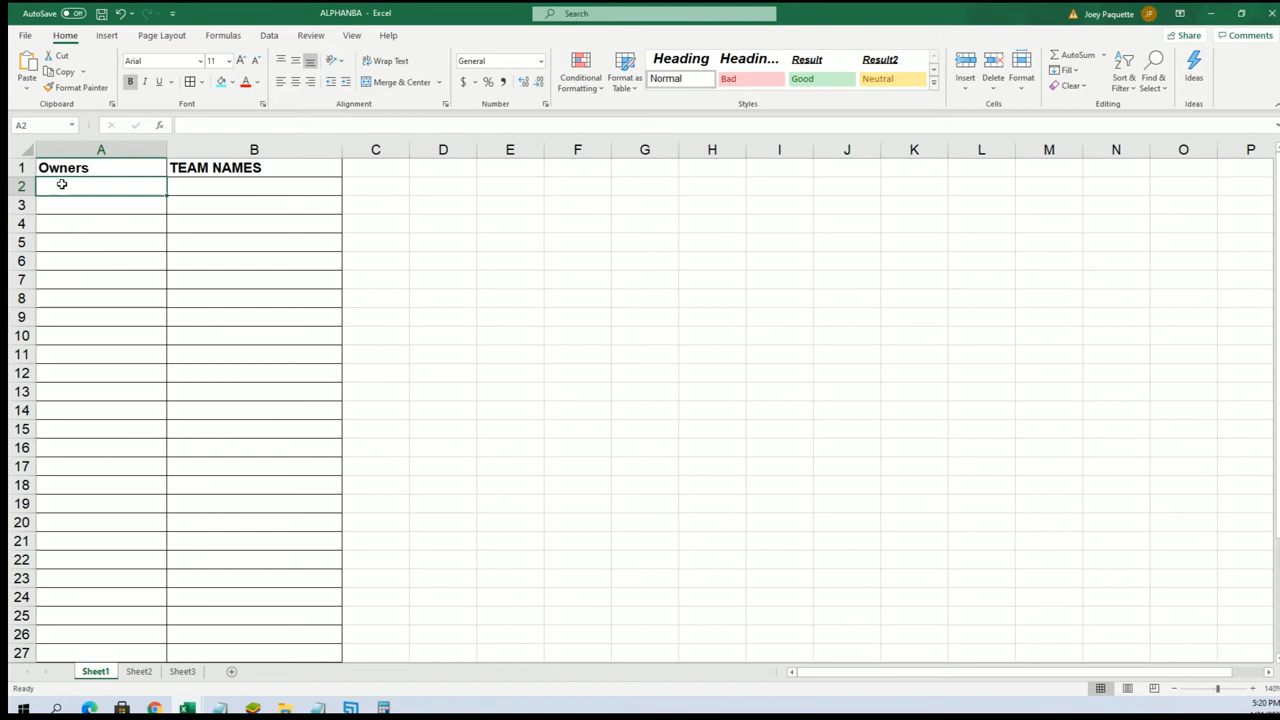 AutoSave Off ALPHANBA - Excel Search Joey Paquette JP
File Home Insert Page Layout Formulas Data Review View Help Share Comments
Paste Cut Copy Format Painter Clipboard
Arial 11 A A B I U A Font
Wrap Text Merge & Center Alignment
General $ % Number
Conditional Formatting Format as Table
Heading Headin... Result Result2
Normal Bad Good Neutral
Styles
Insert Delete Format Cells
AutoSum Fill Clear Sort & Filter Find & Select Editing
Ideas Ideas
A2 fx
A B C D E F G H I J K L M N O P
1 Owners TEAM NAMES
2
3
4
5
6
7
8
9
10
11
12
13
14
15
16
17
18
19
20
21
22
23
24
25
26
27
Sheet1 Sheet2 Sheet3
Ready 140%
5:20 PM